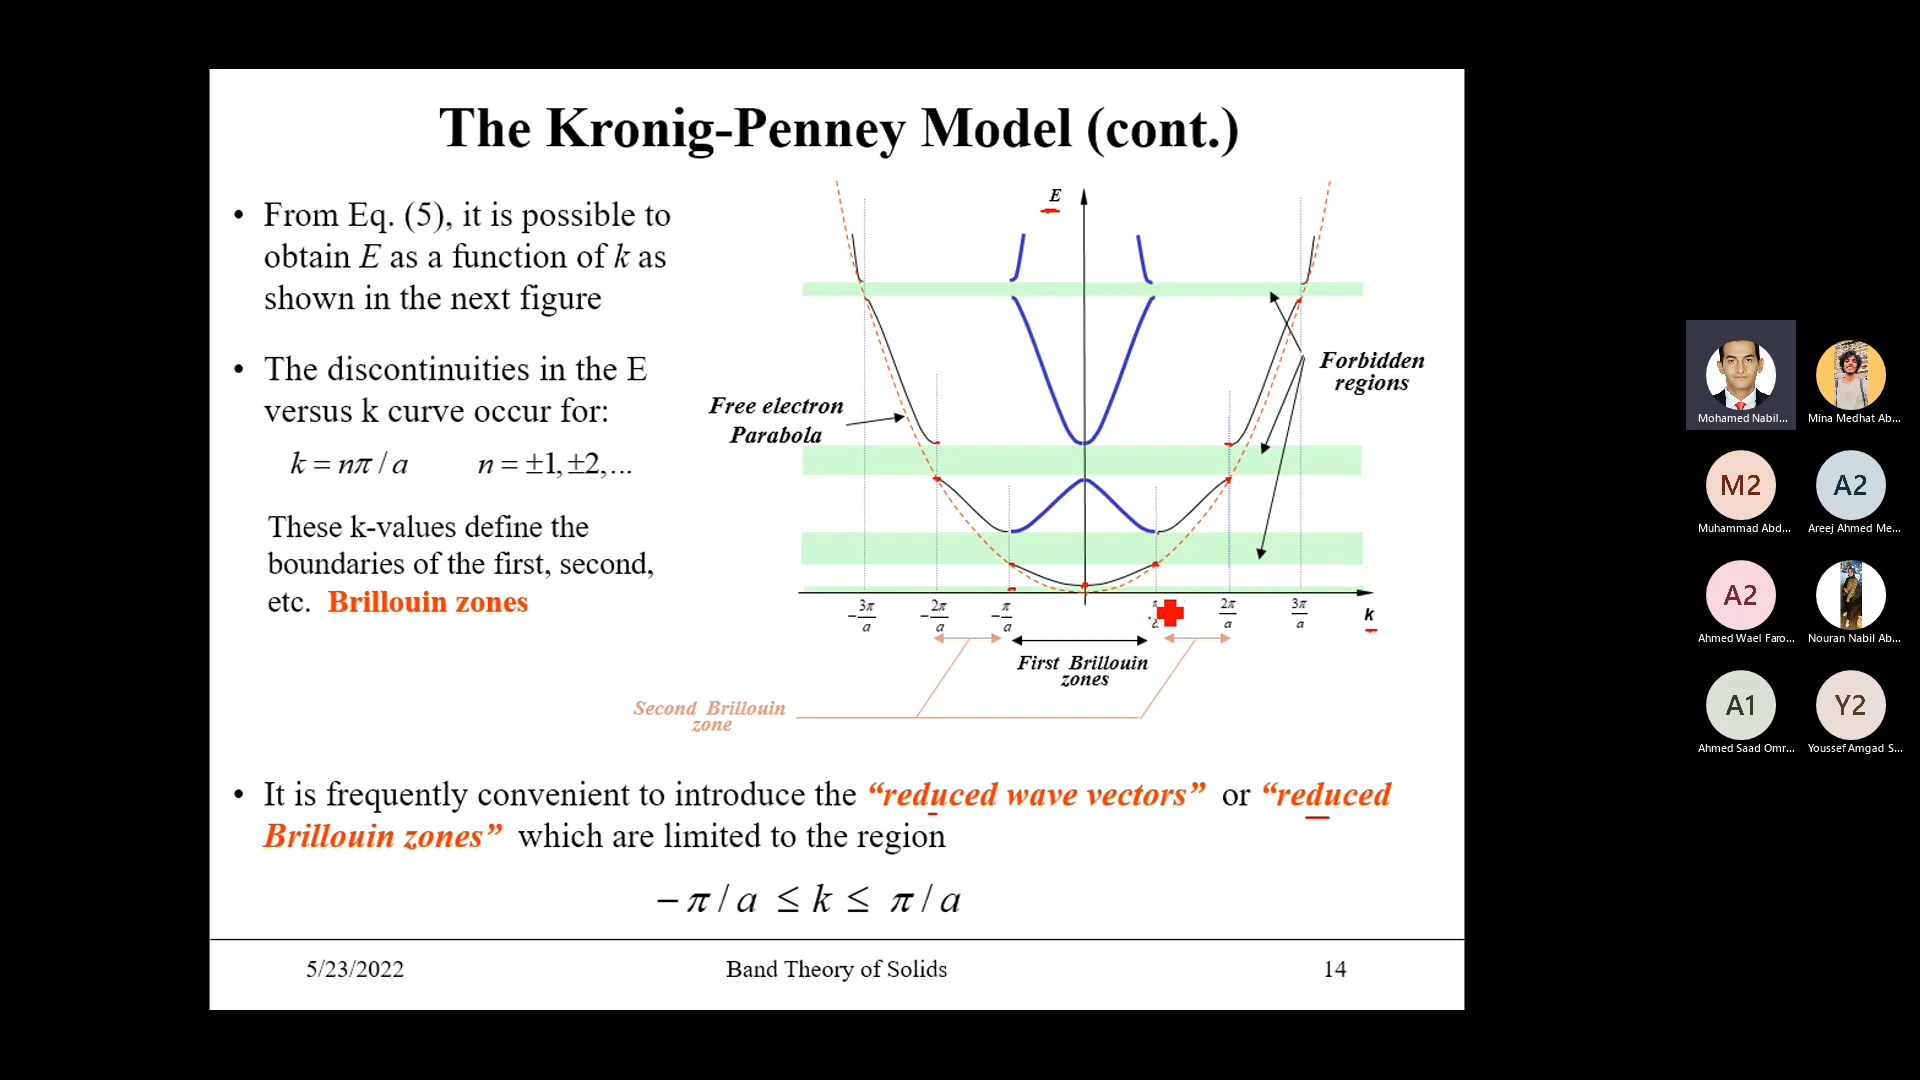 The Kronig-Penney Model (cont.)
• From Eq. (5), it is possible to
obtain E as a function of k as
shown in the next figure
• The discontinuities in the E
versus k curve occur for:
k = nπ / a n = ±1, ±2, ...
These k-values define the
boundaries of the first, second,
etc. Brillouin zones
E
Free electron
Parabola
Forbidden
regions
−3π/a −2π/a −π/a 2π/a 3π/a k
First Brillouin
zones
Second Brillouin
zone
• It is frequently convenient to introduce the “reduced wave vectors” or “reduced
Brillouin zones” which are limited to the region
− π / a ≤ k ≤ π / a
5/23/2022 Band Theory of Solids 14
Mohamed Nabil... Mina Medhat Ab...
M2 A2
Muhammad Abd... Areej Ahmed Me...
A2
Ahmed Wael Faro... Nouran Nabil Ab...
A1 Y2
Ahmed Saad Omr... Youssef Amgad S...